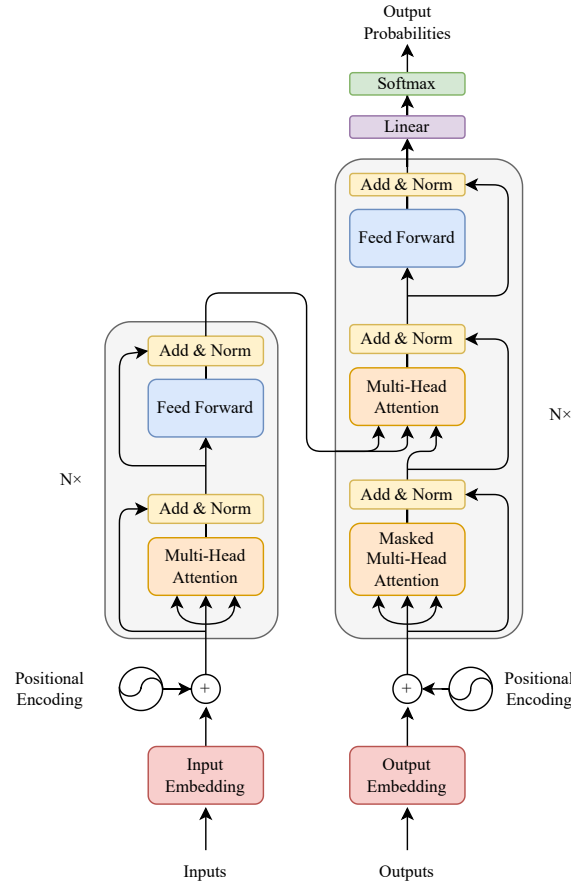 Output
Probabilities
Softmax
Linear
Add & Norm
Feed Forward
Add & Norm
Multi-Head
Attention
Add & Norm
Masked
Multi-Head
Attention
N×
Add & Norm
Feed Forward
Add & Norm
Multi-Head
Attention
N×
Positional
Encoding
+
+
Positional
Encoding
Input
Embedding
Output
Embedding
Inputs
Outputs